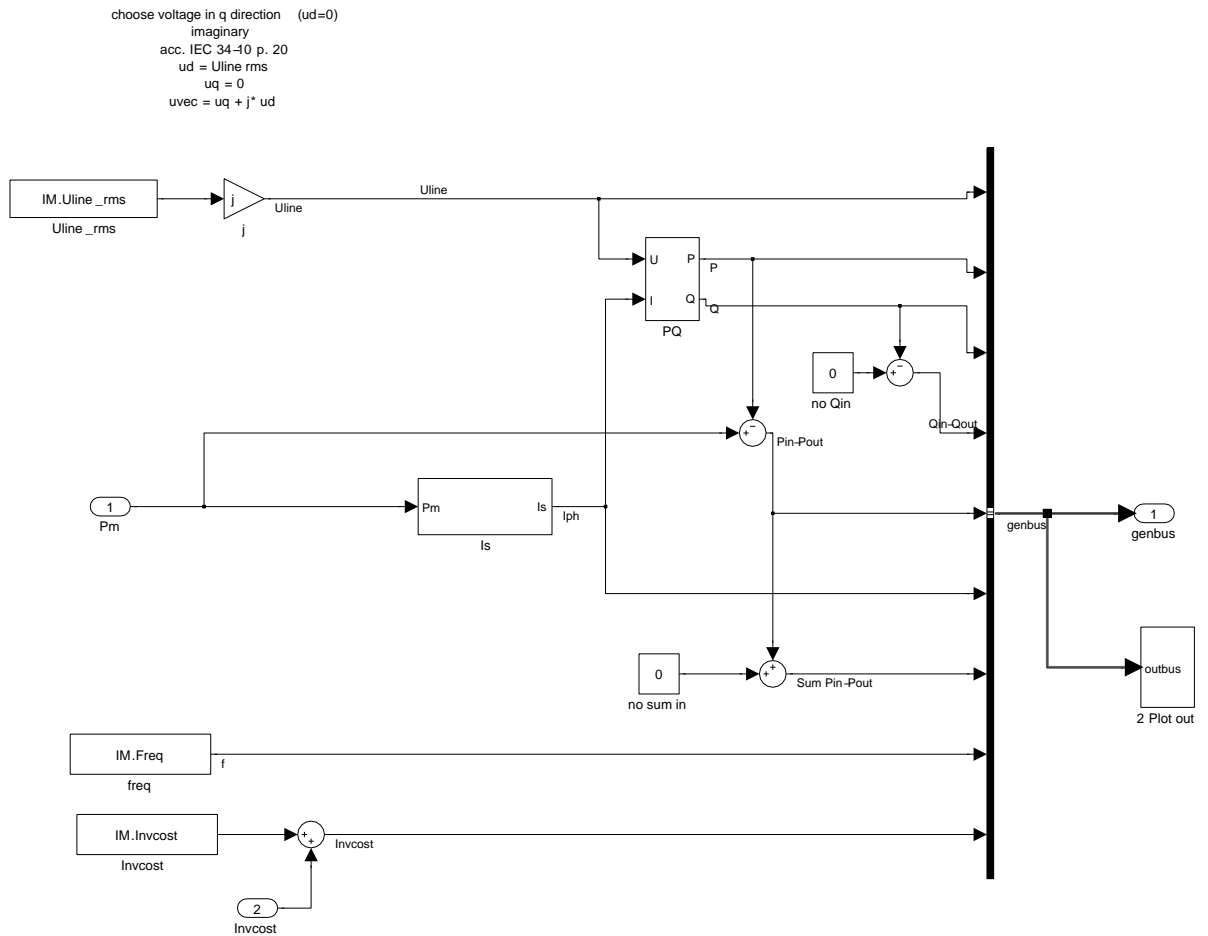 choose voltage in q direction (ud=0)
imaginary
acc. IEC 34-10 p. 20
ud = Uline rms
uq = 0
uvec = uq + j* ud
IM.Uline _rms
Uline _rms
j
j
Uline
Uline
U
I
P
Q
PQ
P
Q
0
no Qin
+
−
Qin-Qout
+
−
Pin-Pout
1
Pm
Pm
Is
Is
Iph
genbus
1
genbus
outbus
2 Plot out
0
no sum in
+
+
Sum Pin-Pout
IM.Freq
freq
f
IM.Invcost
Invcost
+
+
Invcost
2
Invcost